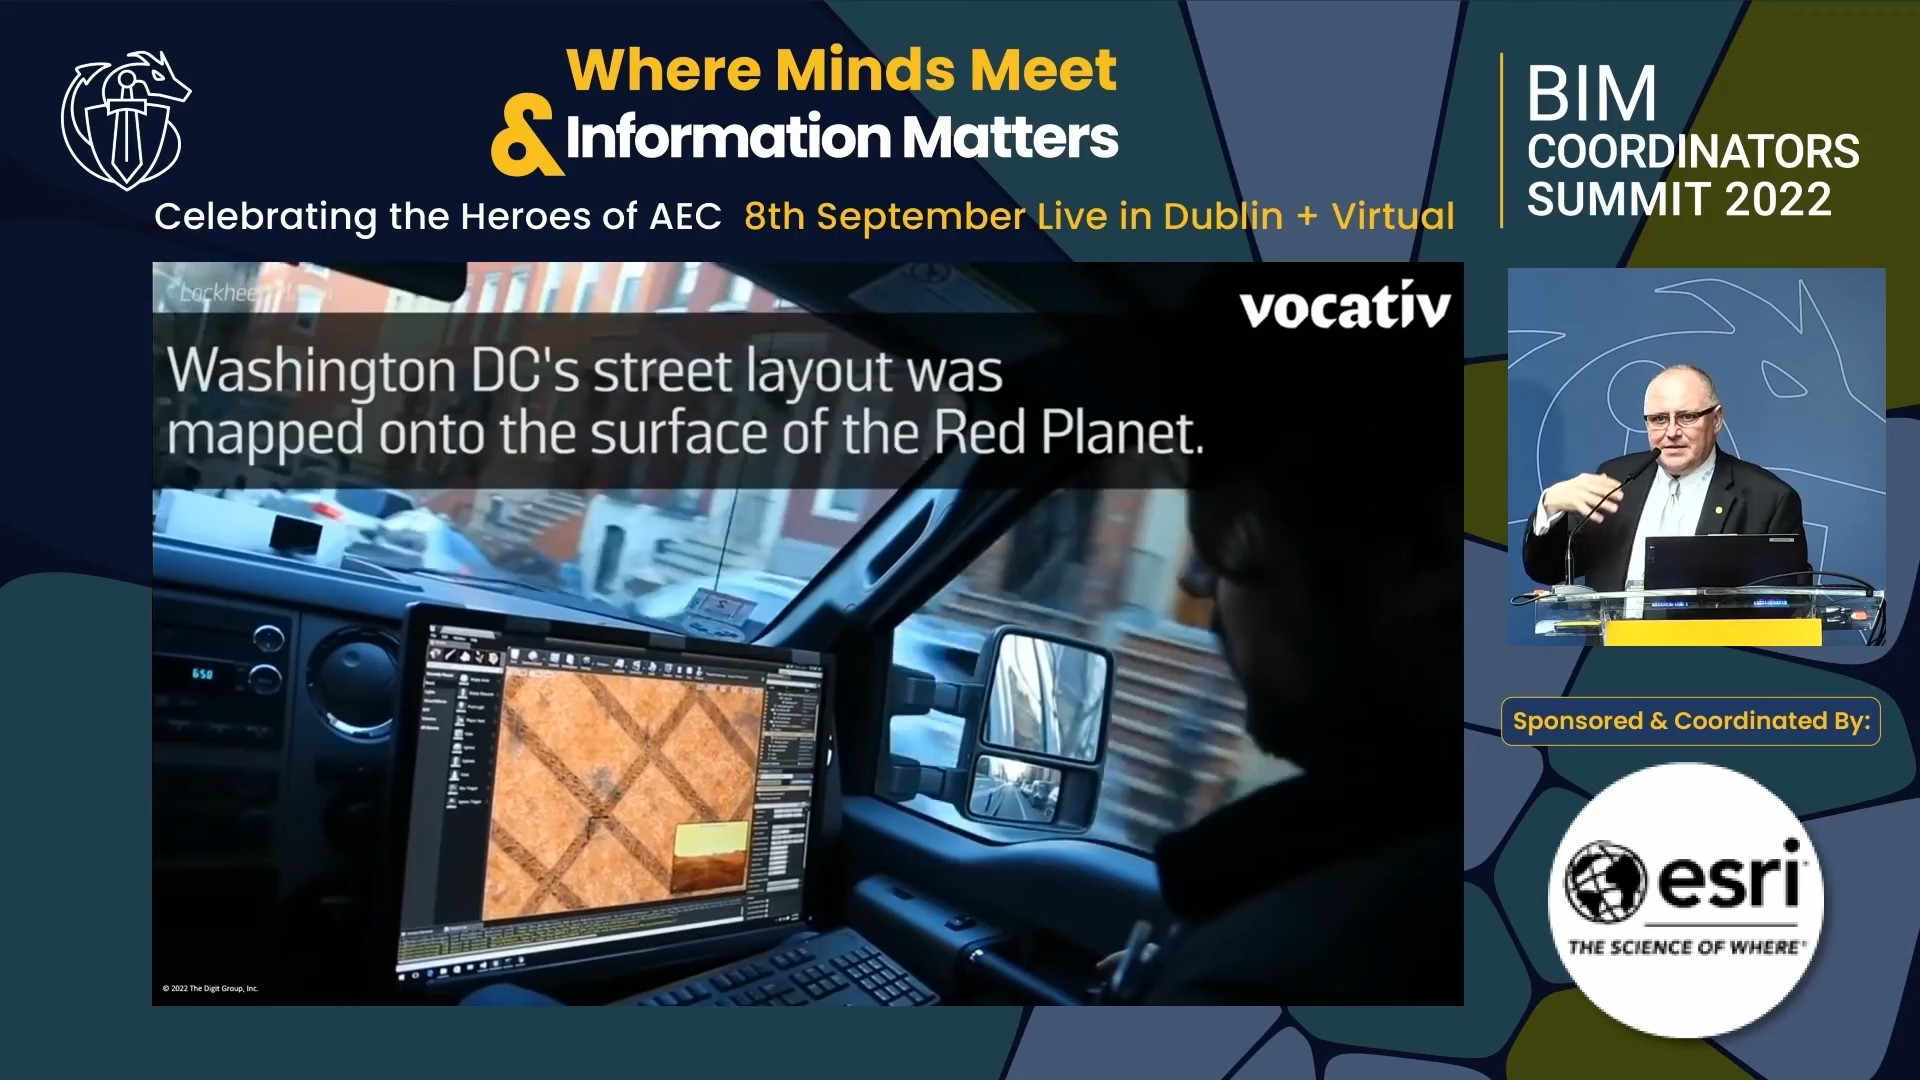 Where Minds Meet
& Information Matters
Celebrating the Heroes of AEC 8th September Live in Dublin + Virtual
BIM
COORDINATORS
SUMMIT 2022
vocativ
Washington DC's street layout was
mapped onto the surface of the Red Planet.
650
© 2022 The Digit Group, Inc.
Sponsored & Coordinated By:
esri
THE SCIENCE OF WHERE®